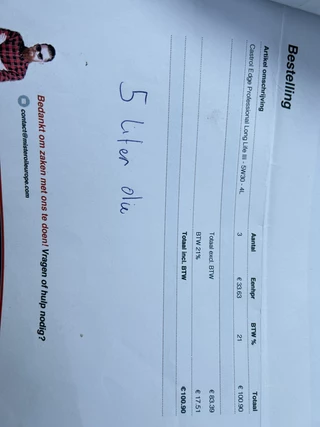 Bestelling
Artikel omschrijving Aantal Eenhpr BTW % Totaal
Castrol Edge Professional Long Life III - 5W30 - 4L 3 € 33.63 21 € 100.90
Totaal excl. BTW € 83.39
BTW 21% € 17.51
Totaal incl. BTW €100.90
5 liter olie
Bedankt om zaken met ons te doen! Vragen of hulp nodig?
contact@misteroileurope.com